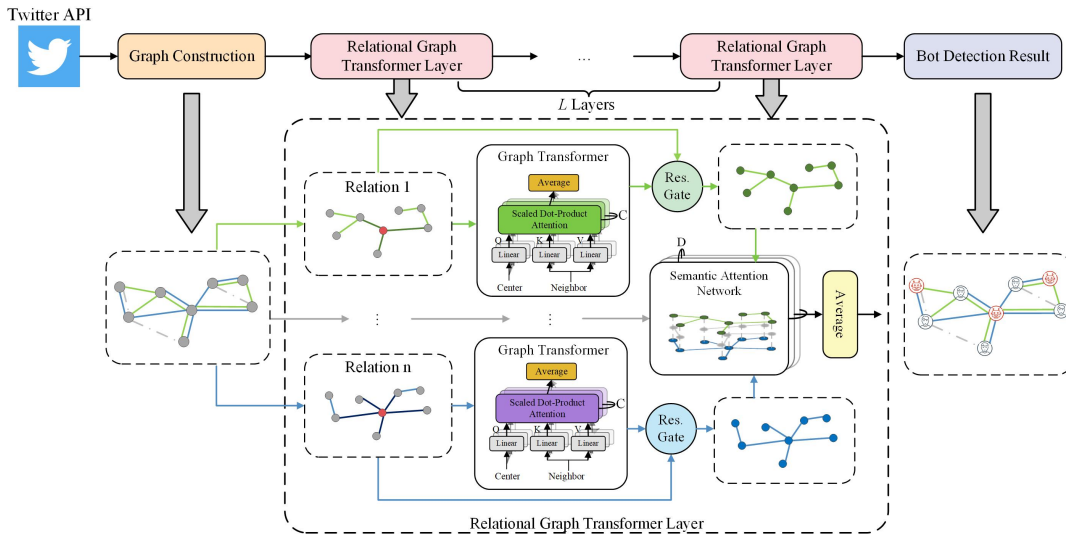 Twitter API
Graph Construction
Relational Graph
Transformer Layer
...
Relational Graph
Transformer Layer
Bot Detection Result
L Layers
Relation 1
Graph Transformer
Average
Scaled Dot-Product
Attention
C
Q
K
V
Linear
Linear
Linear
Center
Neighbor
Res.
Gate
D
Semantic Attention
Network
Average
Relation n
Graph Transformer
Average
Scaled Dot-Product
Attention
C
Q
K
V
Linear
Linear
Linear
Center
Neighbor
Res.
Gate
Relational Graph Transformer Layer